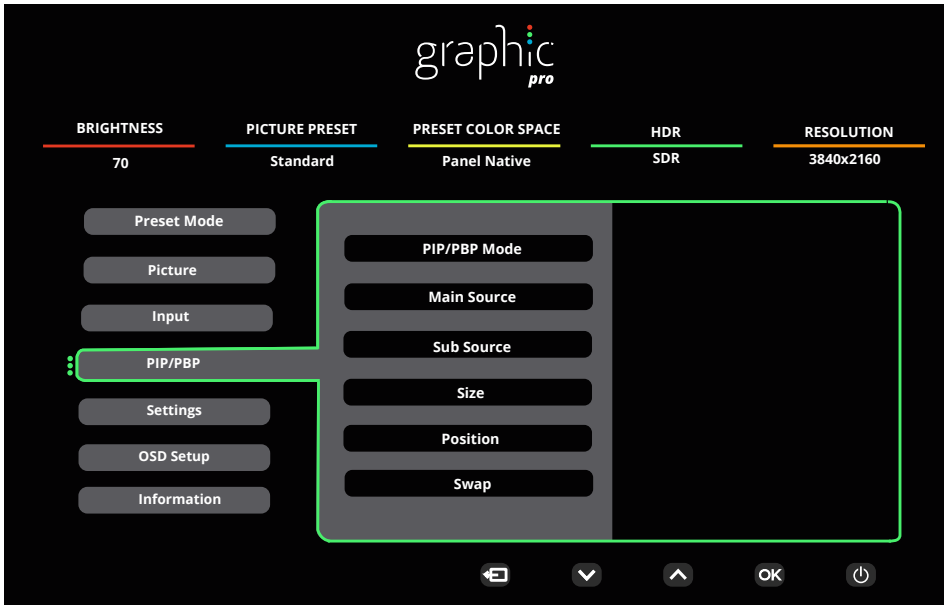 graphic
pro
BRIGHTNESS
PICTURE PRESET
PRESET COLOR SPACE
HDR
RESOLUTION
70
Standard
Panel Native
SDR
3840x2160
Preset Mode
Picture
Input
PIP/PBP
Settings
OSD Setup
Information
PIP/PBP Mode
Main Source
Sub Source
Size
Position
Swap
OK